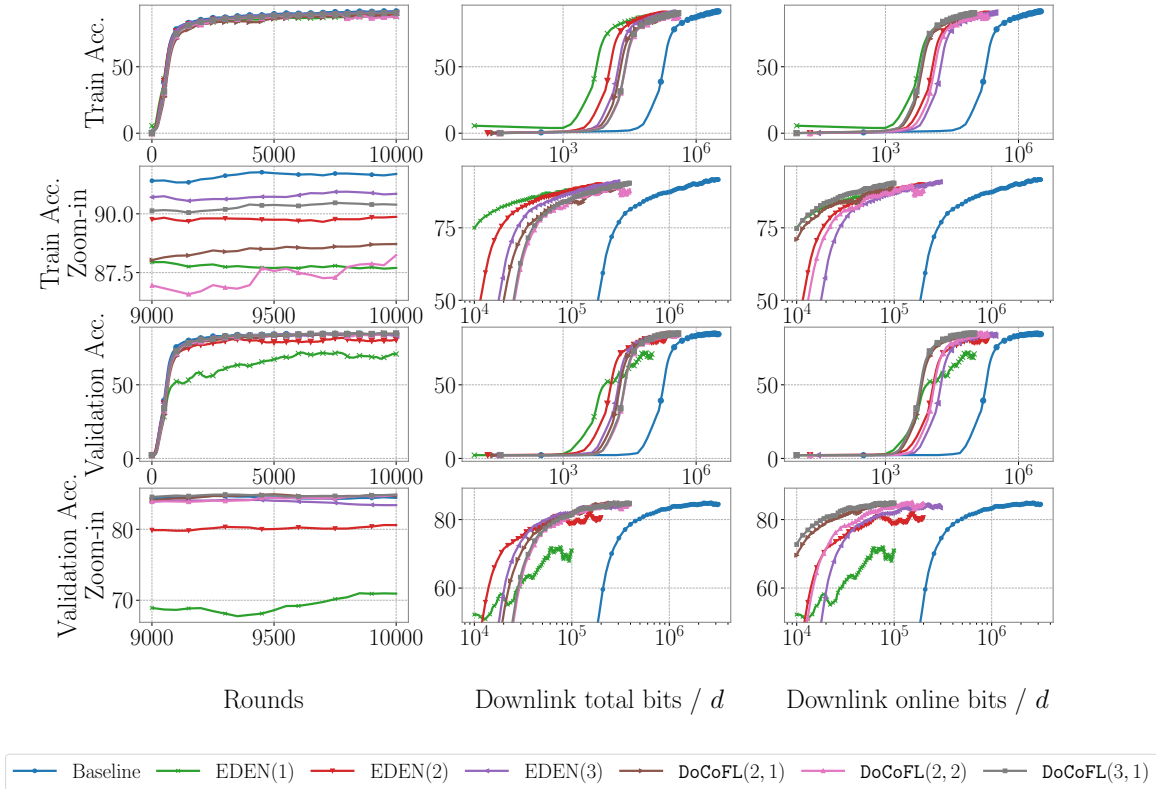 Train Acc.
50
0
0 5000 10000
10^3 10^6
10^3 10^6
Train Acc.
Zoom-in
90.0
87.5
9000 9500 10000
75
50
10^4 10^5 10^6
75
50
10^4 10^5 10^6
Validation Acc.
50
0
0 5000 10000
50
0
10^3 10^6
50
0
10^3 10^6
Validation Acc.
Zoom-in
80
70
9000 9500 10000
80
60
10^4 10^5 10^6
80
60
10^4 10^5 10^6
Rounds
Downlink total bits / d
Downlink online bits / d
Baseline EDEN(1) EDEN(2) EDEN(3) DoCoFL(2, 1) DoCoFL(2, 2) DoCoFL(3, 1)